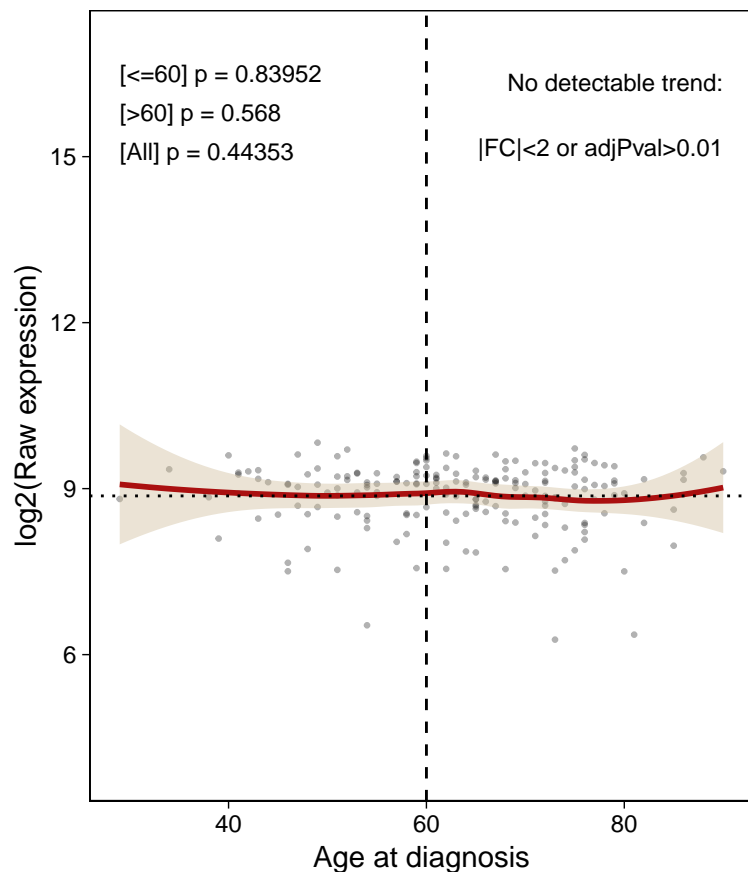 [<=60] p = 0.83952
[>60] p = 0.568
[All] p = 0.44353
No detectable trend:
|FC|<2 or adjPval>0.01
log2(Raw expression)
15
12
9
6
40
60
80
Age at diagnosis